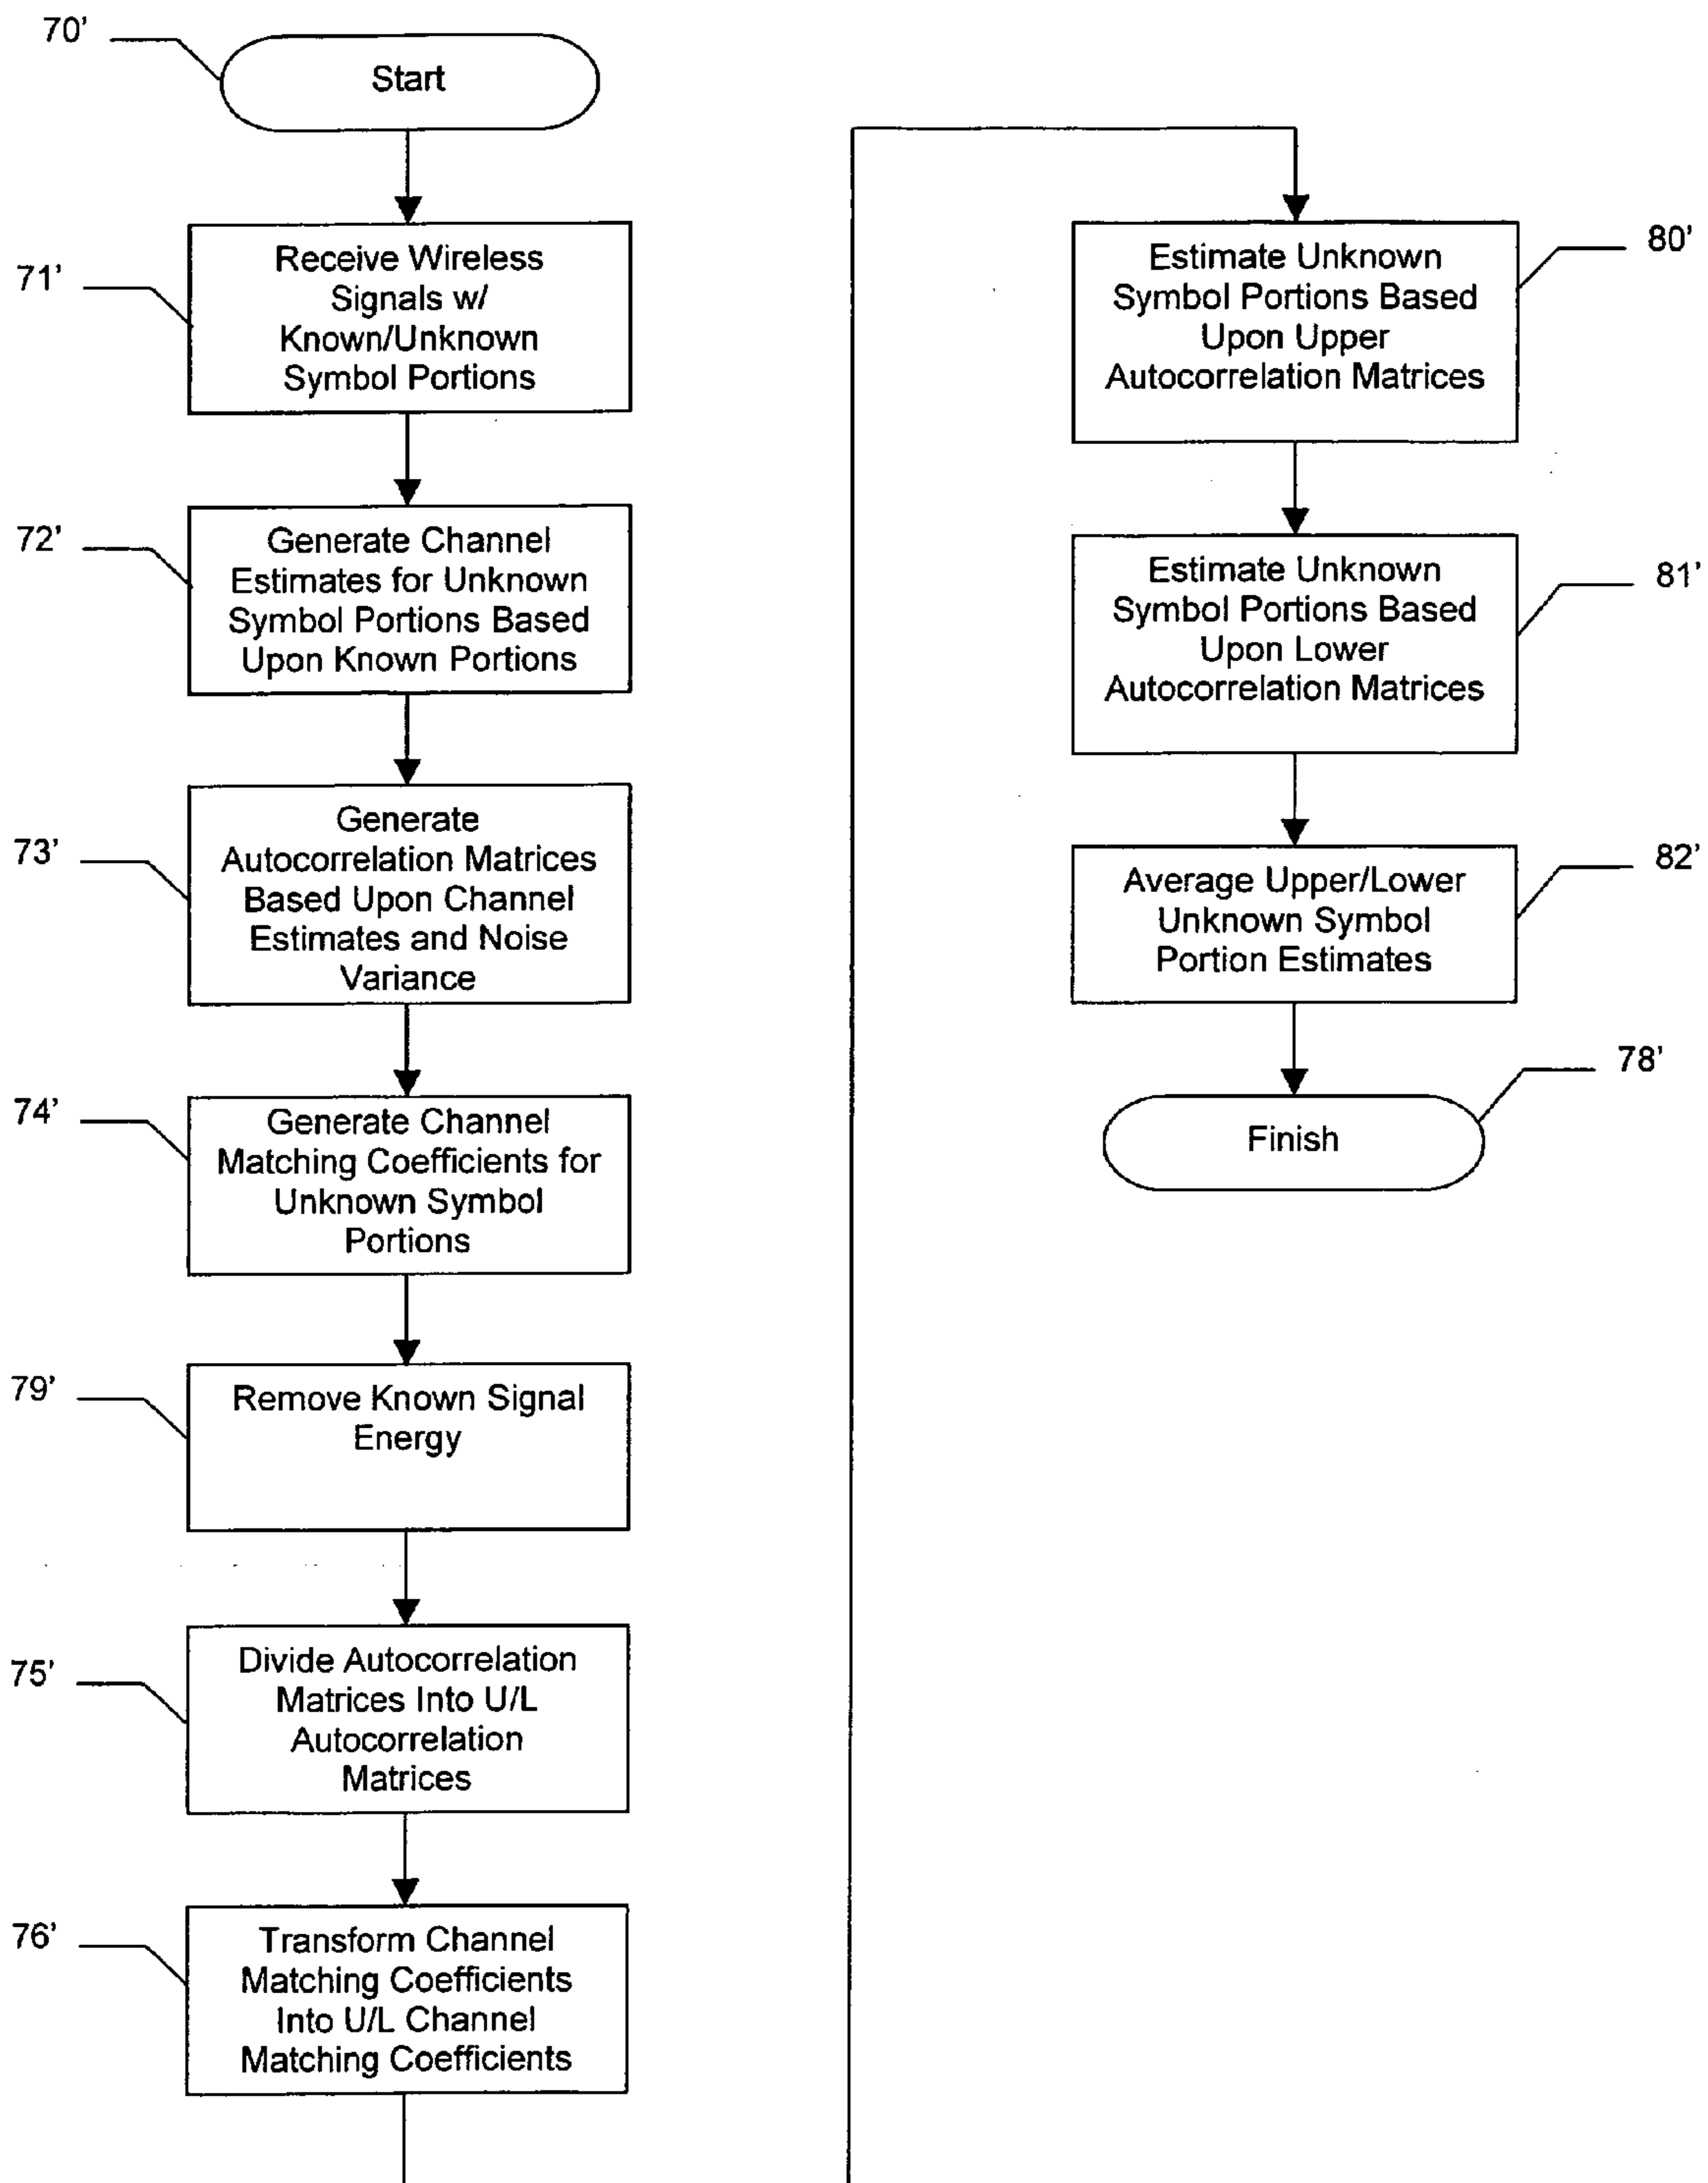 70'
Start
71'
Receive Wireless
Signals w/
Known/Unknown
Symbol Portions
72'
Generate Channel
Estimates for Unknown
Symbol Portions Based
Upon Known Portions
73'
Generate
Autocorrelation Matrices
Based Upon Channel
Estimates and Noise
Variance
74'
Generate Channel
Matching Coefficients for
Unknown Symbol
Portions
79'
Remove Known Signal
Energy
75'
Divide Autocorrelation
Matrices Into U/L
Autocorrelation
Matrices
76'
Transform Channel
Matching Coefficients
Into U/L Channel
Matching Coefficients
80'
Estimate Unknown
Symbol Portions Based
Upon Upper
Autocorrelation Matrices
81'
Estimate Unknown
Symbol Portions Based
Upon Lower
Autocorrelation Matrices
82'
Average Upper/Lower
Unknown Symbol
Portion Estimates
78'
Finish